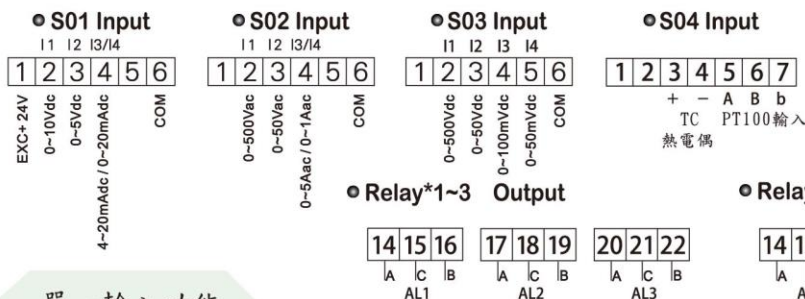 S01 Input
I1 I2 I3/I4
1 2 3 4 5 6
EXC+ 24V
0~10Vdc
0~5Vdc
4~20mAdc / 0~20mAdc
COM
S02 Input
I1 I2 I3/I4
1 2 3 4 5 6
0~500Vac
0~50Vac
0~5Aac / 0~1Aac
COM
S03 Input
I1 I2 I3 I4
1 2 3 4 5 6
0~500Vdc
0~50Vdc
0~100mVdc
0~50mVdc
COM
S04 Input
1 2 3 4 5 6 7
+ − A B b
TC PT100輸入
熱電偶
Relay*1~3 Output
14 15 16
A C B
AL1
17 18 19
A C B
AL2
20 21 22
A C B
AL3
Rela
14
A